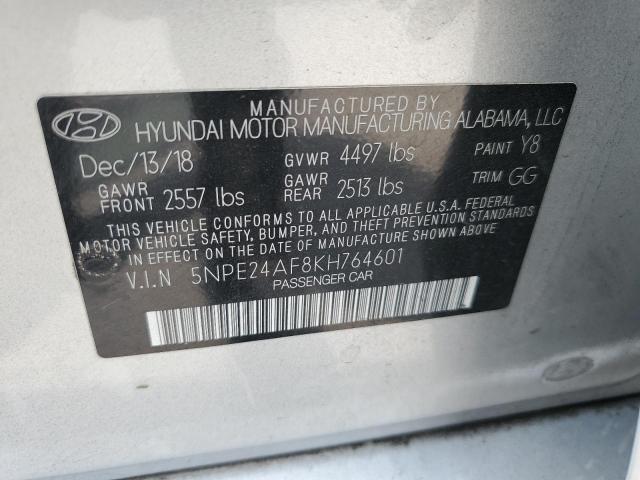 MANUFACTURED BY
HYUNDAI MOTOR MANUFACTURING ALABAMA, LLC
Dec/13/18 GVWR 4497 lbs PAINT Y8
GAWR FRONT 2557 lbs GAWR REAR 2513 lbs TRIM GG
THIS VEHICLE CONFORMS TO ALL APPLICABLE U.S.A. FEDERAL
MOTOR VEHICLE SAFETY, BUMPER, AND THEFT PREVENTION STANDARDS
IN EFFECT ON THE DATE OF MANUFACTURE SHOWN ABOVE.
V.I.N 5NPE24AF8KH764601
PASSENGER CAR